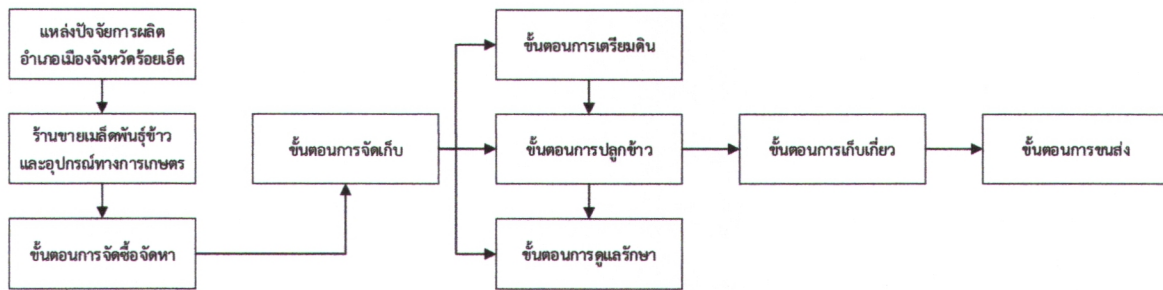 แหล่งปัจจัยการผลิต
อำเภอเมืองจังหวัดร้อยเอ็ด
ร้านขายเมล็ดพันธุ์ข้าว
และอุปกรณ์ทางการเกษตร
ขั้นตอนการจัดซื้อจัดหา
ขั้นตอนการจัดเก็บ
ขั้นตอนการเตรียมดิน
ขั้นตอนการปลูกข้าว
ขั้นตอนการดูแลรักษา
ขั้นตอนการเก็บเกี่ยว
ขั้นตอนการขนส่ง